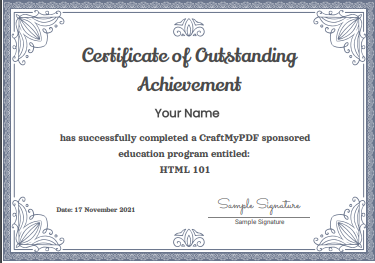 Certificate of Outstanding
Achievement
Your Name
has successfully completed a CraftMyPDF sponsored
education program entitled:
HTML 101
Date: 17 November 2021
Sample Signature
Sample Signature